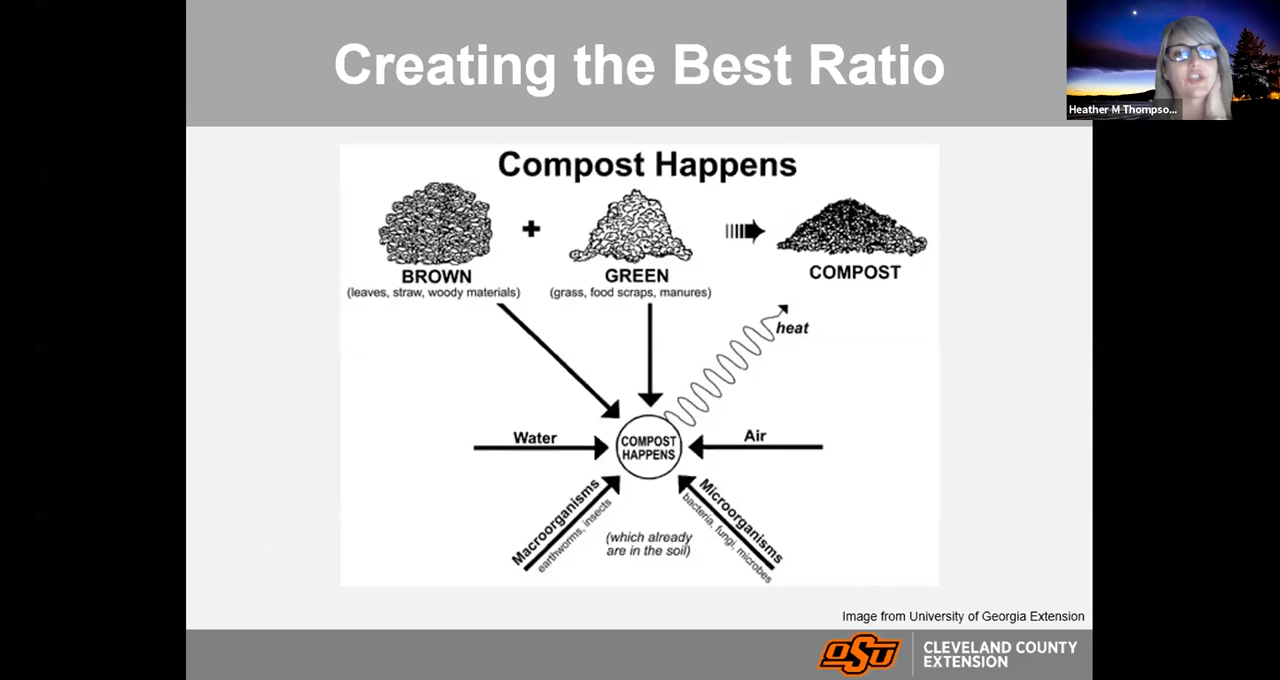 Creating the Best Ratio
Heather M Thompso...
Compost Happens
+
BROWN
(leaves, straw, woody materials)
GREEN
(grass, food scraps, manures)
COMPOST
heat
Water
COMPOST
HAPPENS
Air
Macroorganisms
earthworms, insects
(which already
are in the soil)
Microorganisms
bacteria, fungi, microbes
Image from University of Georgia Extension
OSU
CLEVELAND COUNTY
EXTENSION